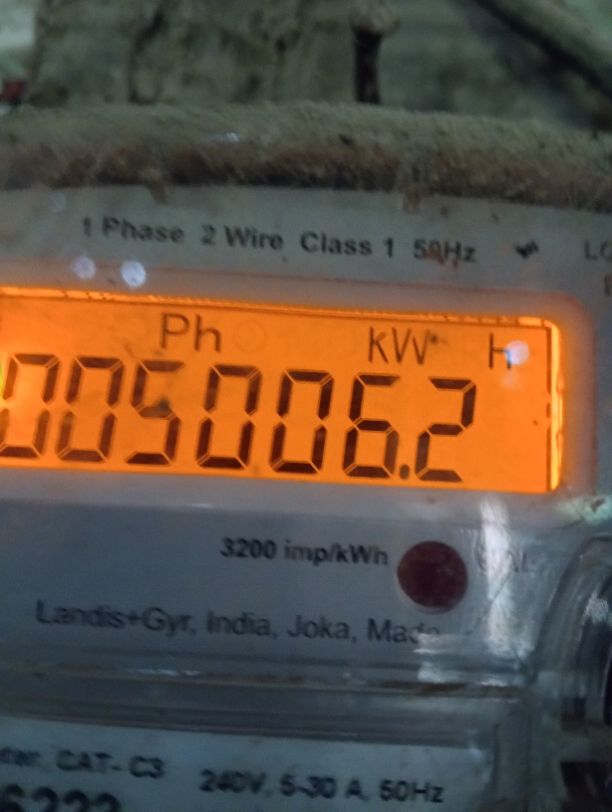 1 Phase 2 Wire Class 1 50Hz
Ph kW H
005006.2
3200 imp/kWh
Landis+Gyr, India, Joka, Made
CAT- C3 240V, 5-30 A, 50Hz